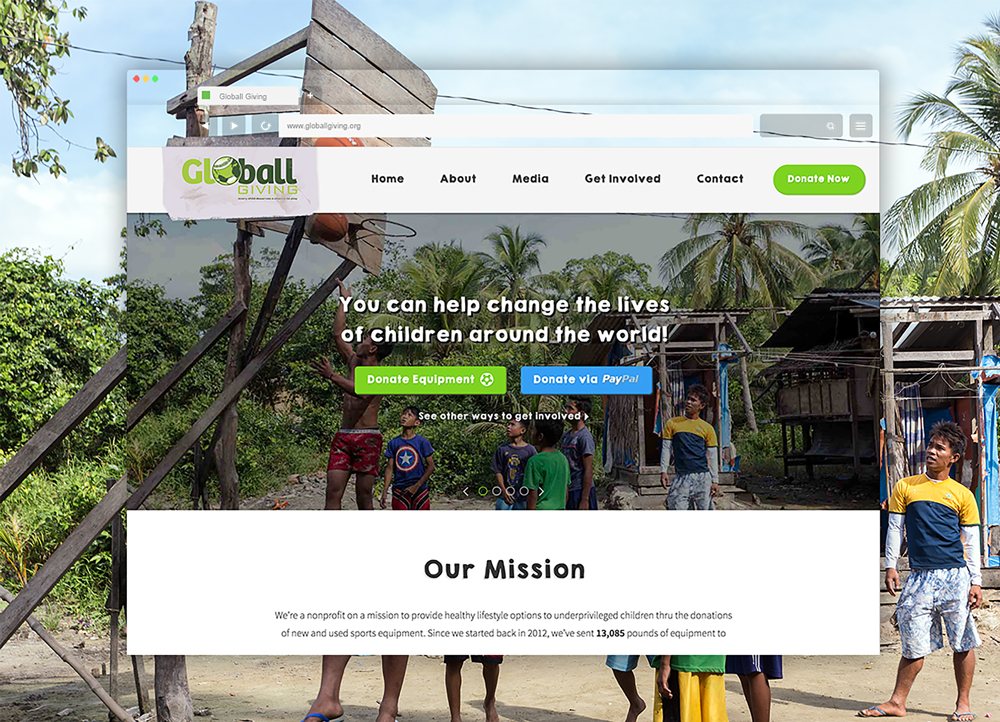 Globall Giving
www.globallgiving.org
Globall
GIVING
Home About Media Get Involved Contact Donate Now
You can help change the lives
of children around the world!
Donate Equipment Donate via PayPal
See other ways to get involved
Our Mission
We're a nonprofit on a mission to provide healthy lifestyle options to underprivileged children thru the donations
of new and used sports equipment. Since we started back in 2012, we've sent 13,085 pounds of equipment to